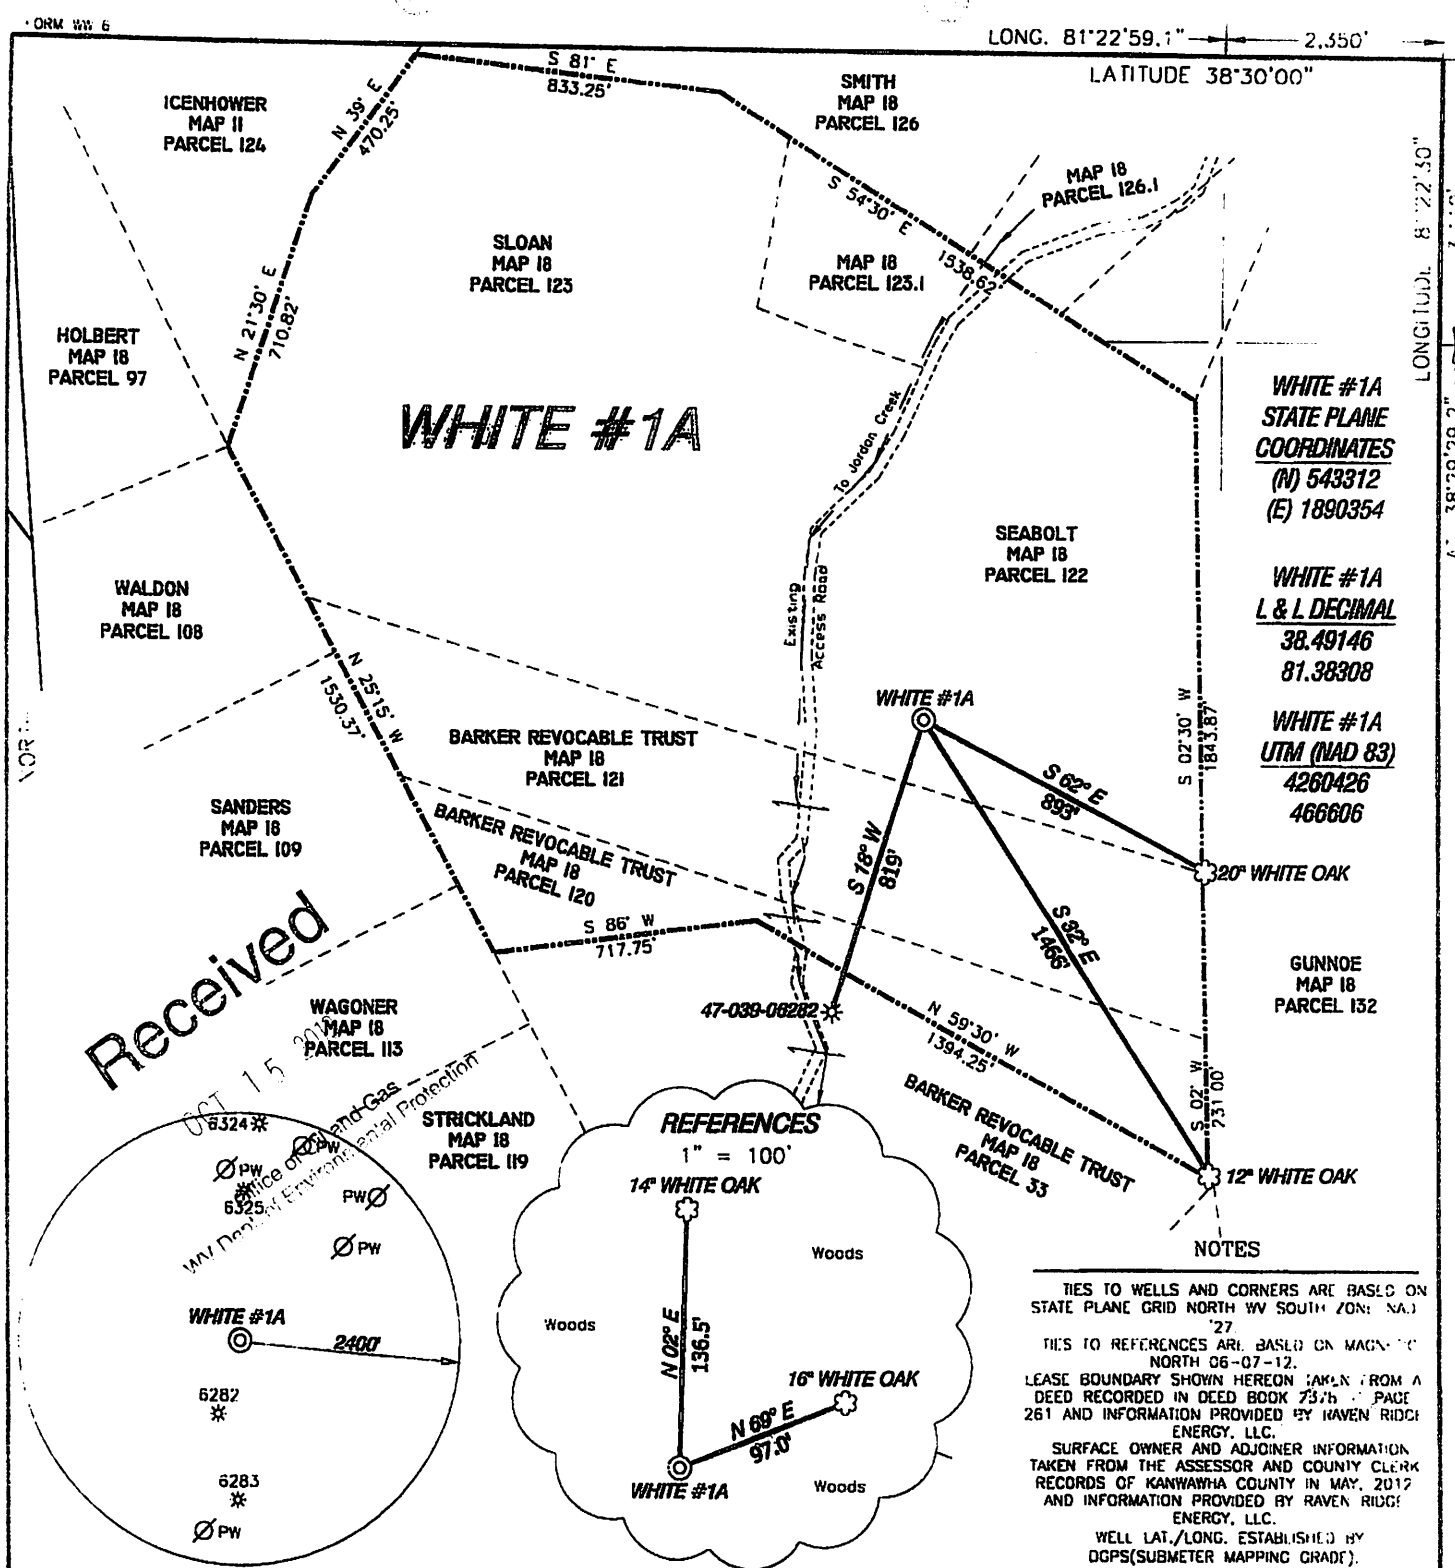 ORM WW 6
LONG. 81°22'59.1"
2,350'
LATITUDE 38°30'00"
ICENHOWER
MAP 11
PARCEL 124
N 39° E
470.25'
S 81° E
833.25'
SMITH
MAP 18
PARCEL 126
MAP 18
PARCEL 126.1
S 54°30' E
1538.62'
SLOAN
MAP 18
PARCEL 123
MAP 18
PARCEL 123.1
N 21°30' E
710.82'
HOLBERT
MAP 18
PARCEL 97
WHITE #1A
To Jordon Creek
WHITE #1A
STATE PLANE
COORDINATES
(N) 543312
(E) 1890354
SEABOLT
MAP 18
PARCEL 122
WALDON
MAP 18
PARCEL 108
Existing
Access Road
WHITE #1A
L & L DECIMAL
38.49146
81.38308
N 25°15' W
1530.37'
WHITE #1A
S 02°30' W
1843.87'
WHITE #1A
UTM (NAD 83)
4260426
466606
BARKER REVOCABLE TRUST
MAP 18
PARCEL 121
S 62° E
893'
SANDERS
MAP 18
PARCEL 109
BARKER REVOCABLE TRUST
MAP 18
PARCEL 120
S 18° W
819'
20" WHITE OAK
S 86° W
717.75'
S 32° E
1466'
GUNNOE
MAP 18
PARCEL 132
Received
OCT 15
Office of Oil and Gas
WV Dept of Environmental Protection
WAGONER
MAP 18
PARCEL 113
47-039-06282
N 59°30' W
1394.25'
S 02° W
231.00'
BARKER REVOCABLE TRUST
MAP 18
PARCEL 33
12" WHITE OAK
STRICKLAND
MAP 18
PARCEL 119
6324
PW
PW
6325
PW
PW
WHITE #1A
2400'
6282
6283
PW
REFERENCES
1" = 100'
14" WHITE OAK
Woods
Woods
N 02° E
136.5'
16" WHITE OAK
N 69° E
97.0'
WHITE #1A
Woods
NOTES
TIES TO WELLS AND CORNERS ARE BASED ON
STATE PLANE GRID NORTH WV SOUTH ZONE NAD
'27.
TIES TO REFERENCES ARE BASED ON MAGNETIC
NORTH 06-07-12.
LEASE BOUNDARY SHOWN HEREON TAKEN FROM A
DEED RECORDED IN DEED BOOK PAGE
261 AND INFORMATION PROVIDED BY RAVEN RIDGE
ENERGY, LLC.
SURFACE OWNER AND ADJOINER INFORMATION
TAKEN FROM THE ASSESSOR AND COUNTY CLERK
RECORDS OF KANWAWHA COUNTY IN MAY, 2012
AND INFORMATION PROVIDED BY RAVEN RIDGE
ENERGY, LLC.
WELL LAT./LONG. ESTABLISHED BY
DGPS(SUBMETER MAPPING GRADE).